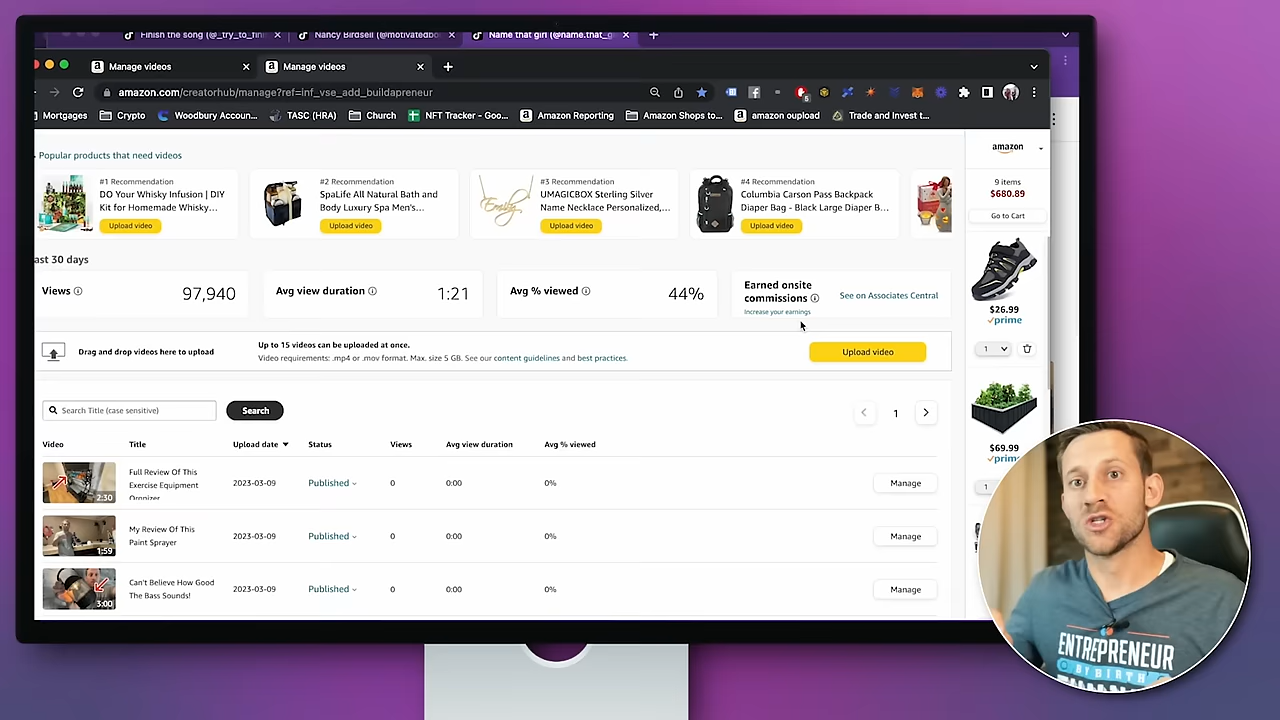 Finish the song (@_try_to_fini
Nancy Birdsell (@motivatedbo
Name that girl (@name.that_g
Manage videos
Manage videos
amazon.com/creatorhub/manage?ref=inf_vse_add_buildapreneur
Mortgages
Crypto
Woodbury Accoun...
TASC (HRA)
Church
NFT Tracker - Goo...
Amazon Reporting
Amazon Shops to...
amazon oupload
Trade and Invest t...
Popular products that need videos
#1 Recommendation
DO Your Whisky Infusion | DIY
Kit for Homemade Whisky...
Upload video
#2 Recommendation
SpaLife All Natural Bath and
Body Luxury Spa Men's...
Upload video
#3 Recommendation
UMAGICBOX Sterling Silver
Name Necklace Personalized,...
Upload video
#4 Recommendation
Columbia Carson Pass Backpack
Diaper Bag - Black Large Diaper B...
Upload video
amazon
9 items
$680.89
Go to Cart
ast 30 days
Views
97,940
Avg view duration
1:21
Avg % viewed
44%
Earned onsite
commissions
Increase your earnings
See on Associates Central
$26.99
prime
1
Drag and drop videos here to upload
Up to 15 videos can be uploaded at once.
Video requirements: .mp4 or .mov format. Max. size 5 GB. See our content guidelines and best practices.
Upload video
Search Title (case sensitive)
Search
1
Video
Title
Upload date
Status
Views
Avg view duration
Avg % viewed
$69.99
prime
1
2:30
Full Review Of This
Exercise Equipment
2023-03-09
Published
0
0:00
0%
Manage
1:59
My Review Of This
Paint Sprayer
2023-03-09
Published
0
0:00
0%
Manage
3:00
Can't Believe How Good
The Bass Sounds!
2023-03-09
Published
0
0:00
0%
Manage
ENTREPRENEUR
BY BIRTH